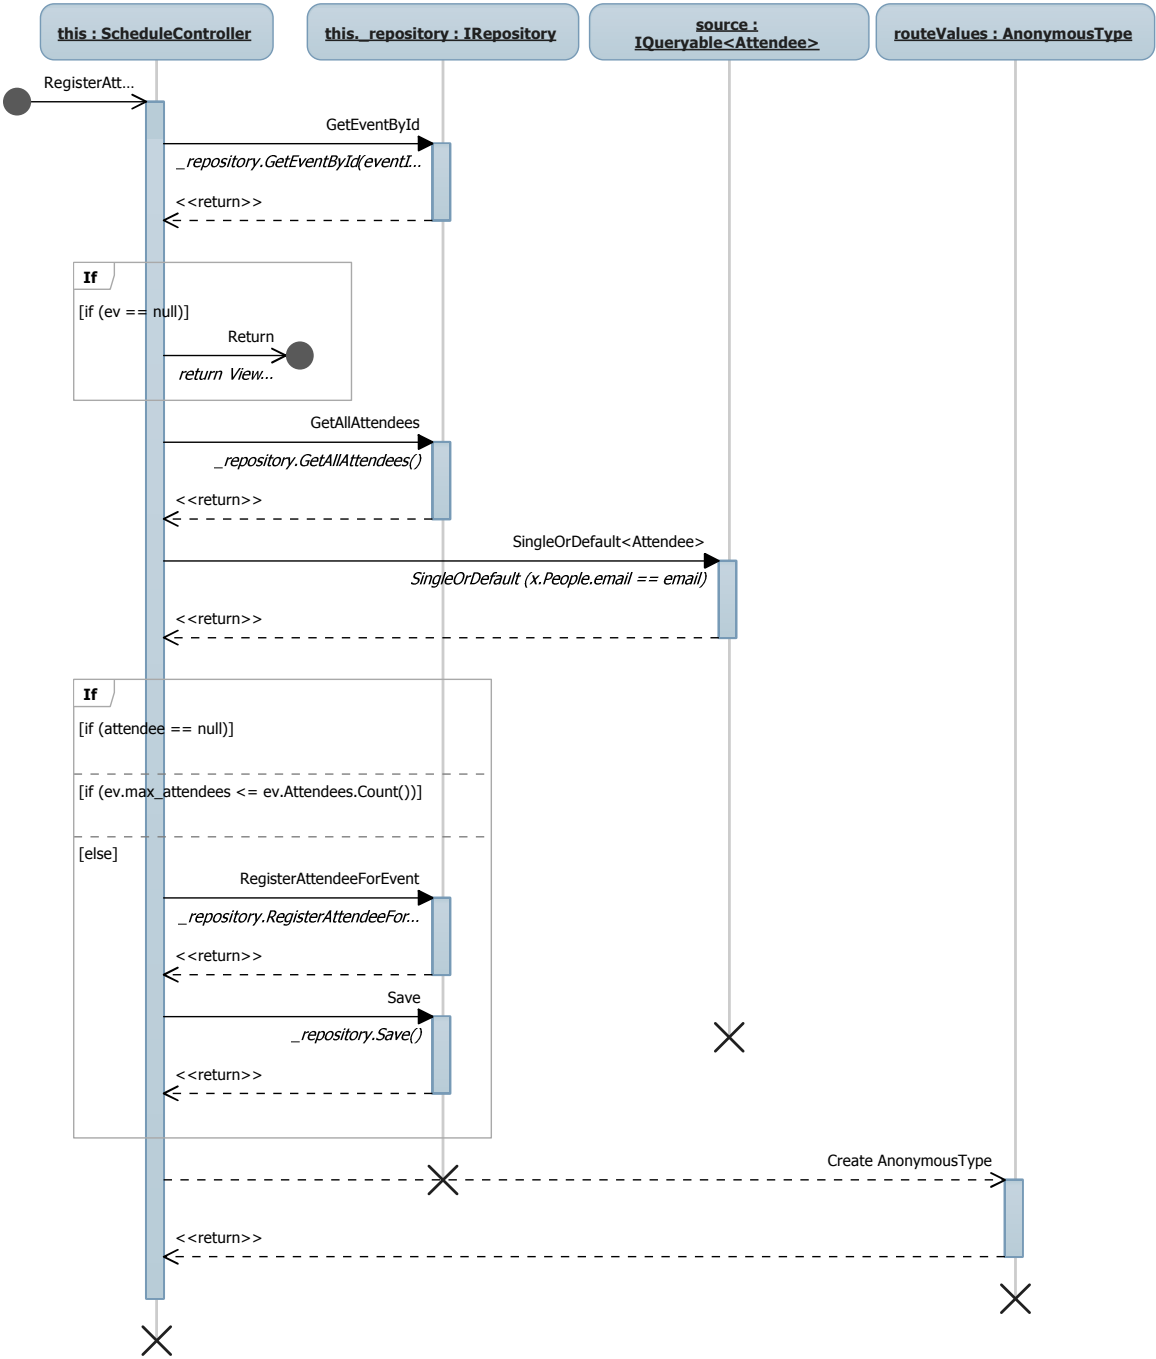 this : ScheduleController
this._repository : IRepository
source :
IQueryable<Attendee>
routeValues : AnonymousType
RegisterAtt...
GetEventById
_repository.GetEventById(eventI...
<<return>>
If
[if (ev == null)]
Return
return View...
GetAllAttendees
_repository.GetAllAttendees()
<<return>>
SingleOrDefault<Attendee>
SingleOrDefault (x.People.email == email)
<<return>>
If
[if (attendee == null)]
[if (ev.max_attendees <= ev.Attendees.Count())]
[else]
RegisterAttendeeForEvent
_repository.RegisterAttendeeFor...
<<return>>
Save
_repository.Save()
<<return>>
Create AnonymousType
<<return>>